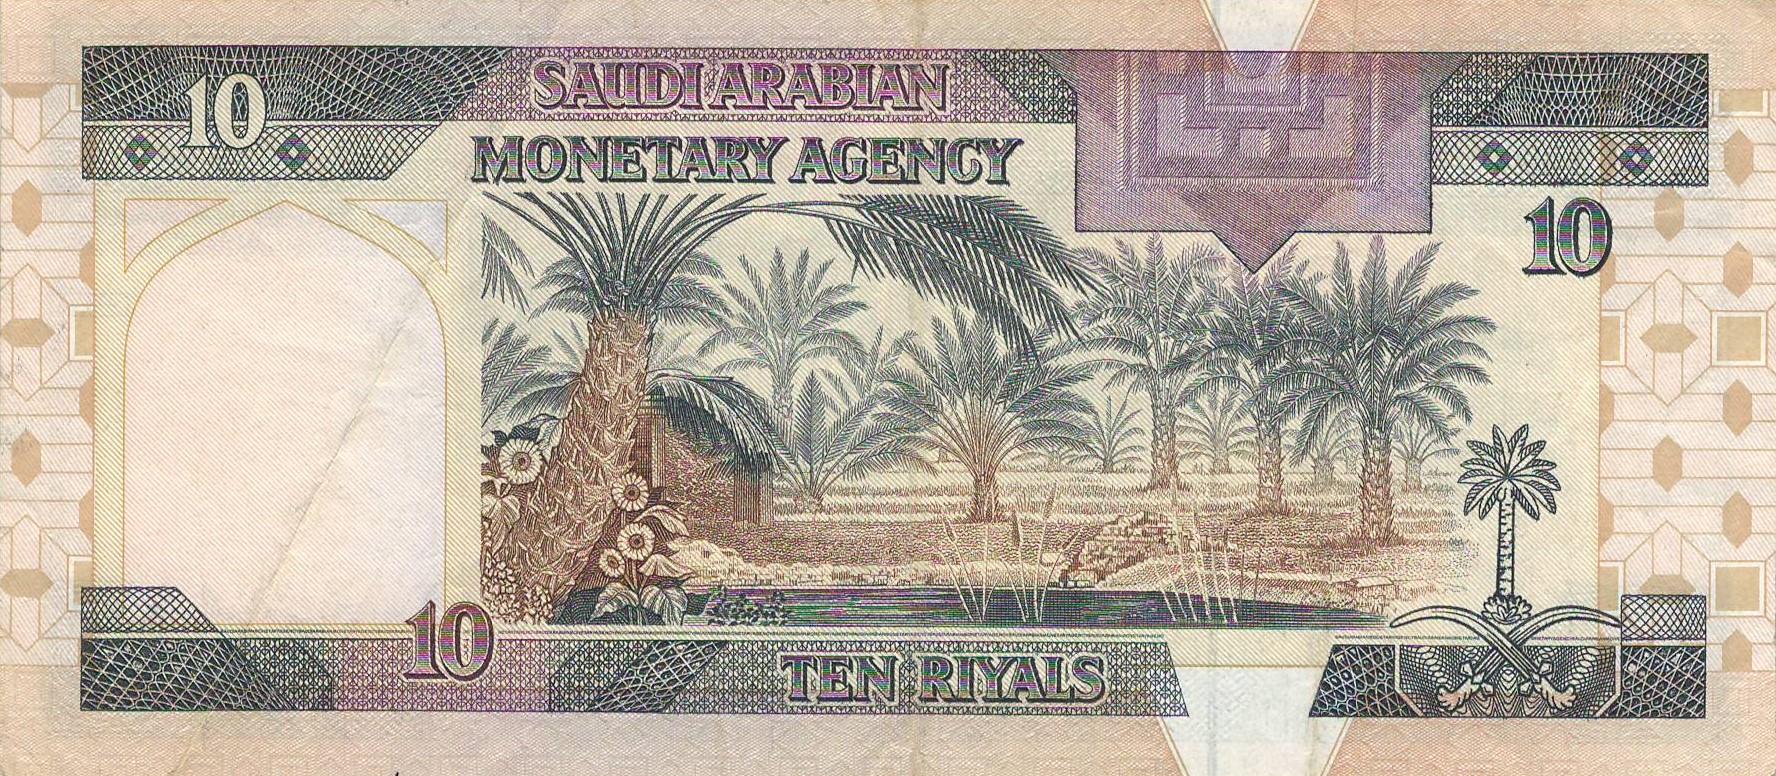 10
SAUDI ARABIAN
MONETARY AGENCY
10
10
TEN RIYALS